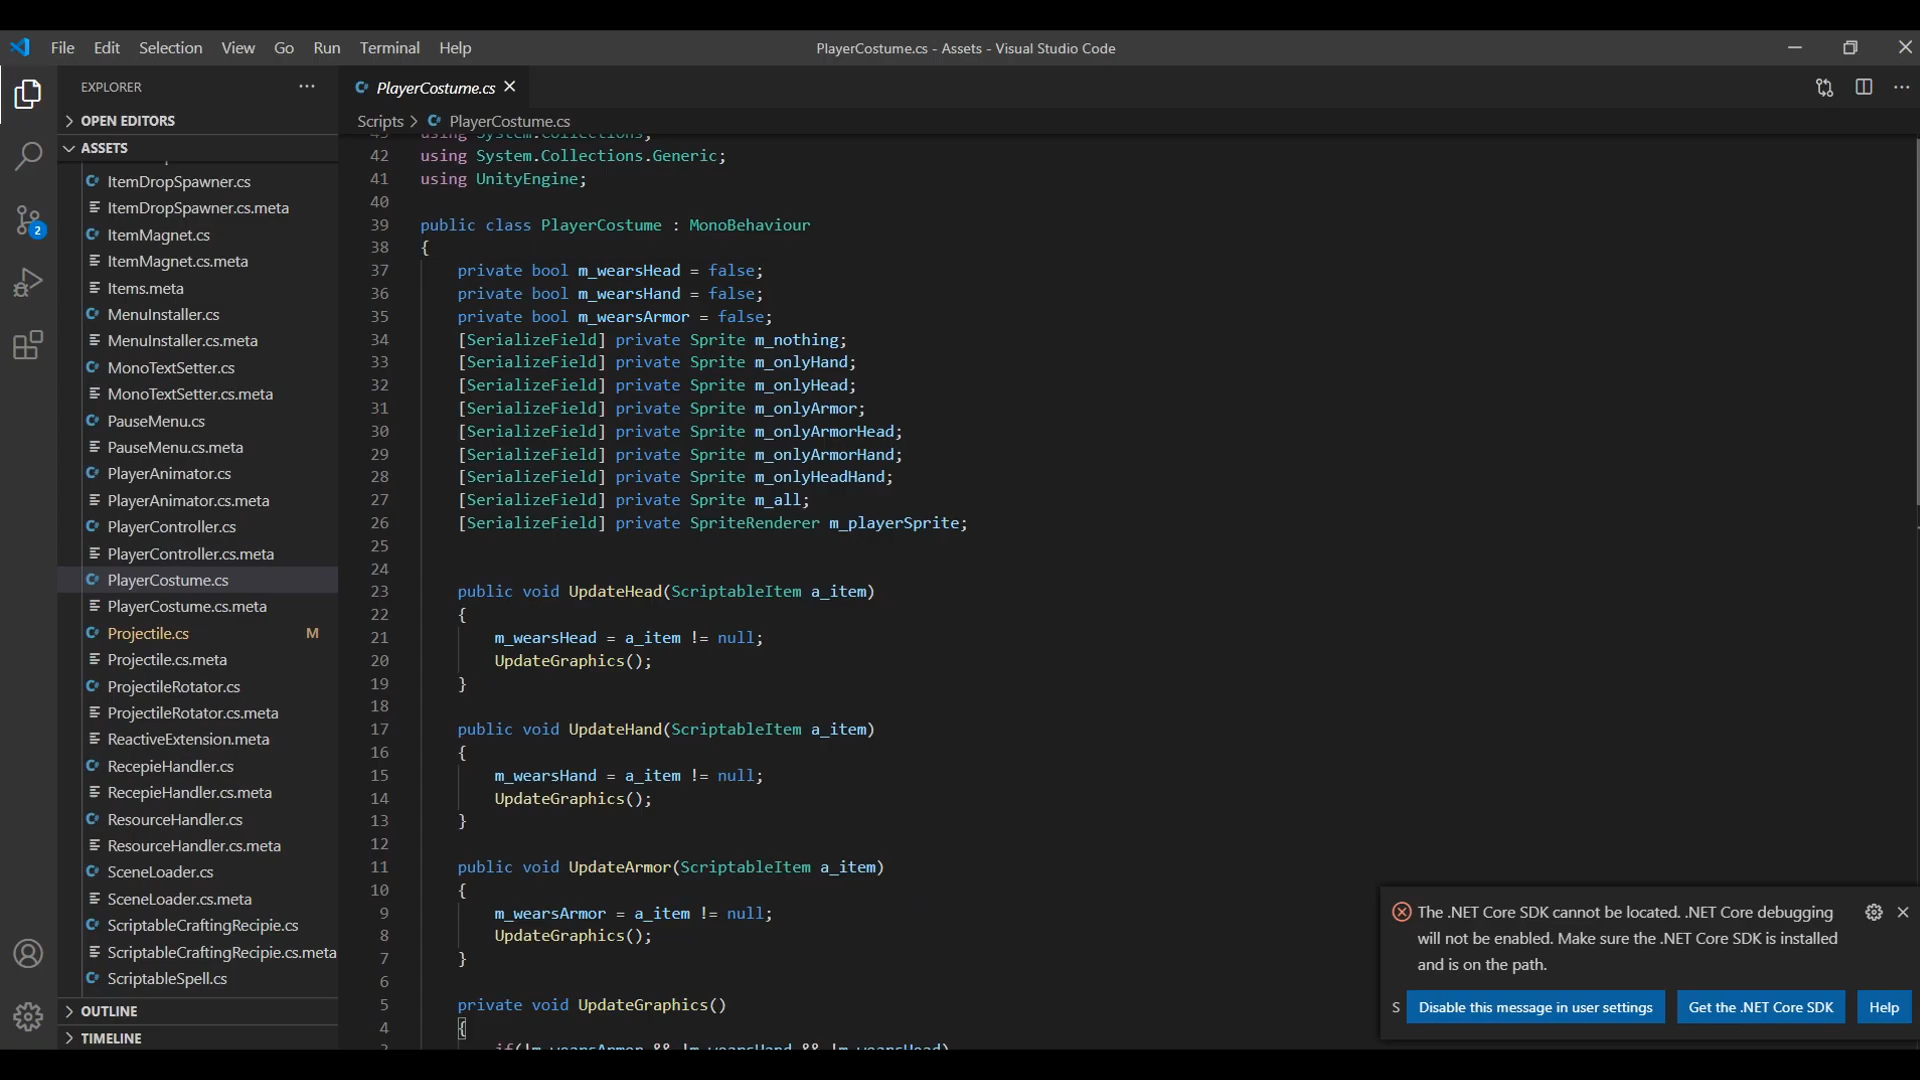 File Edit Selection View Go Run Terminal Help
PlayerCostume.cs - Assets - Visual Studio Code
EXPLORER
OPEN EDITORS
ASSETS
ItemDropSpawner.cs
ItemDropSpawner.cs.meta
ItemMagnet.cs
ItemMagnet.cs.meta
Items.meta
MenuInstaller.cs
MenuInstaller.cs.meta
MonoTextSetter.cs
MonoTextSetter.cs.meta
PauseMenu.cs
PauseMenu.cs.meta
PlayerAnimator.cs
PlayerAnimator.cs.meta
PlayerController.cs
PlayerController.cs.meta
PlayerCostume.cs
PlayerCostume.cs.meta
Projectile.cs M
Projectile.cs.meta
ProjectileRotator.cs
ProjectileRotator.cs.meta
ReactiveExtension.meta
RecepieHandler.cs
RecepieHandler.cs.meta
ResourceHandler.cs
ResourceHandler.cs.meta
SceneLoader.cs
SceneLoader.cs.meta
ScriptableCraftingRecipie.cs
ScriptableCraftingRecipie.cs.meta
ScriptableSpell.cs
OUTLINE
TIMELINE
2
PlayerCostume.cs
Scripts > PlayerCostume.cs
43 using System.Collections;
42 using System.Collections.Generic;
41 using UnityEngine;
40
39 public class PlayerCostume : MonoBehaviour
38 {
37 private bool m_wearsHead = false;
36 private bool m_wearsHand = false;
35 private bool m_wearsArmor = false;
34 [SerializeField] private Sprite m_nothing;
33 [SerializeField] private Sprite m_onlyHand;
32 [SerializeField] private Sprite m_onlyHead;
31 [SerializeField] private Sprite m_onlyArmor;
30 [SerializeField] private Sprite m_onlyArmorHead;
29 [SerializeField] private Sprite m_onlyArmorHand;
28 [SerializeField] private Sprite m_onlyHeadHand;
27 [SerializeField] private Sprite m_all;
26 [SerializeField] private SpriteRenderer m_playerSprite;
25
24
23 public void UpdateHead(ScriptableItem a_item)
22 {
21 m_wearsHead = a_item != null;
20 UpdateGraphics();
19 }
18
17 public void UpdateHand(ScriptableItem a_item)
16 {
15 m_wearsHand = a_item != null;
14 UpdateGraphics();
13 }
12
11 public void UpdateArmor(ScriptableItem a_item)
10 {
9 m_wearsArmor = a_item != null;
8 UpdateGraphics();
7 }
6
5 private void UpdateGraphics()
4 {
3 if(!m_wearsArmor && !m_wearsHand && !m_wearsHead)
The .NET Core SDK cannot be located. .NET Core debugging
will not be enabled. Make sure the .NET Core SDK is installed
and is on the path.
S
Disable this message in user settings
Get the .NET Core SDK
Help